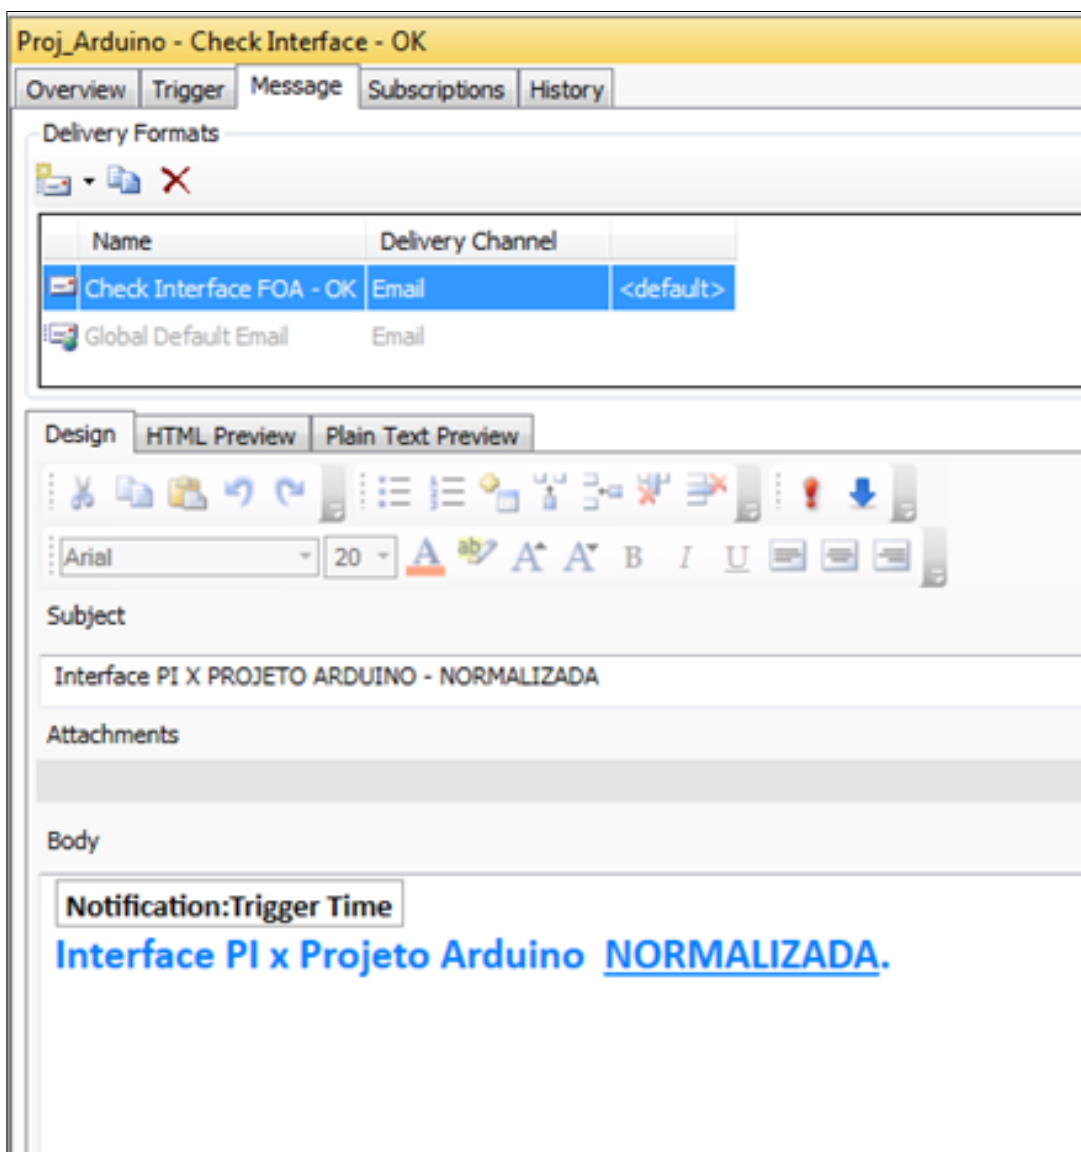 Proj_Arduino - Check Interface - OK
Overview Trigger Message Subscriptions History
Delivery Formats
Name Delivery Channel
Check Interface FOA - OK Email <default>
Global Default Email Email
Design HTML Preview Plain Text Preview
Arial 20 A ab A A B I U
Subject
Interface PI X PROJETO ARDUINO - NORMALIZADA
Attachments
Body
Notification:Trigger Time
Interface PI x Projeto Arduino NORMALIZADA.